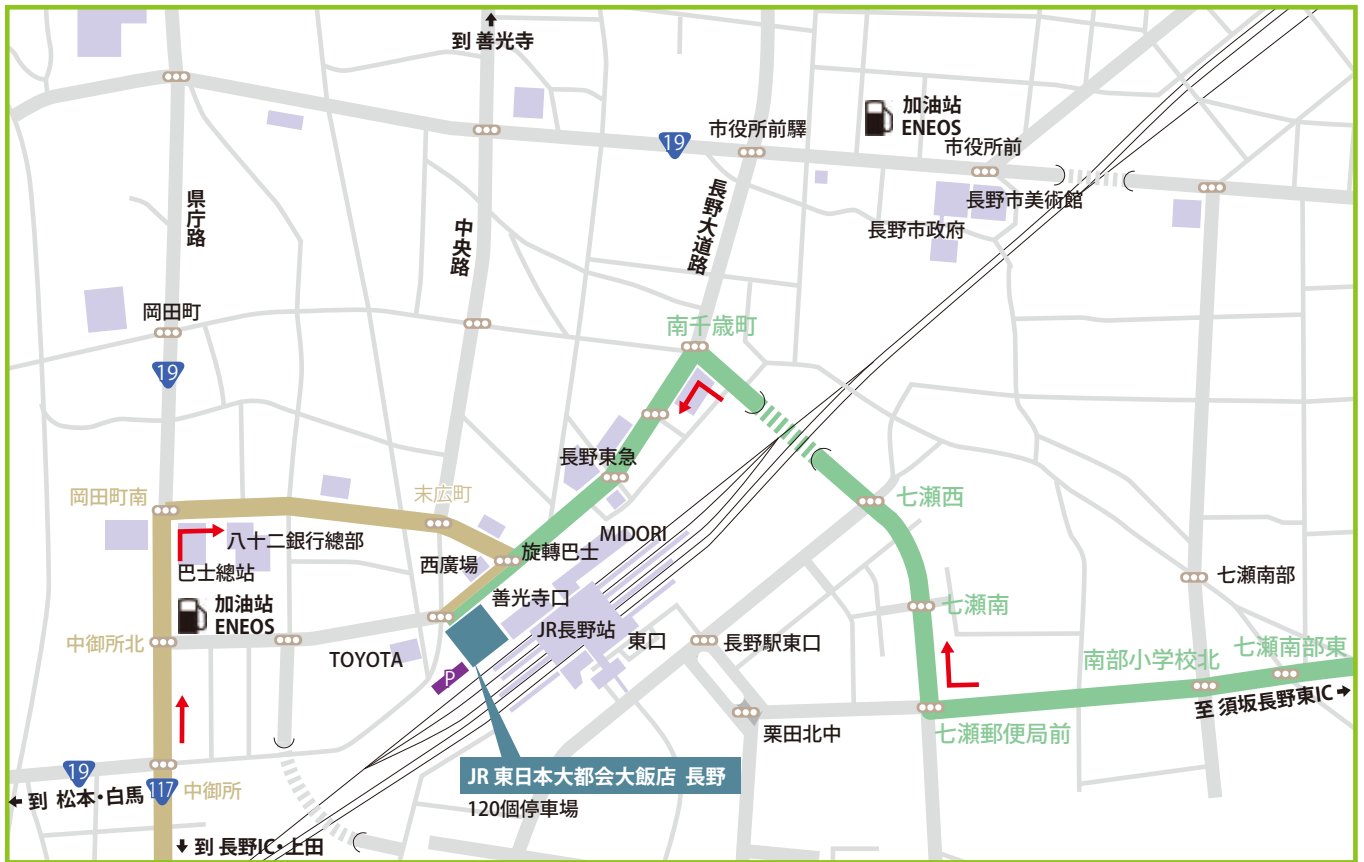 到 善光寺
加油站
ENEOS
市役所前驛
19
市役所前
長野市美術館
長野市政府
県庁路
中央路
長野大道路
岡田町
南千歳町
19
長野東急
岡田町南
末広町
七瀬西
MIDORI
八十二銀行總部
旋轉巴士
西廣場
巴士總站
七瀬南部
善光寺口
加油站
ENEOS
七瀬南
JR長野站
東口
長野駅東口
中御所北
TOYOTA
七瀬南部東
南部小学校北
P
至 須坂長野東IC
栗田北中
七瀬郵便局前
JR 東日本大都会大飯店 長野
120個停車場
19
117
中御所
到 松本・白馬
到 長野IC・上田